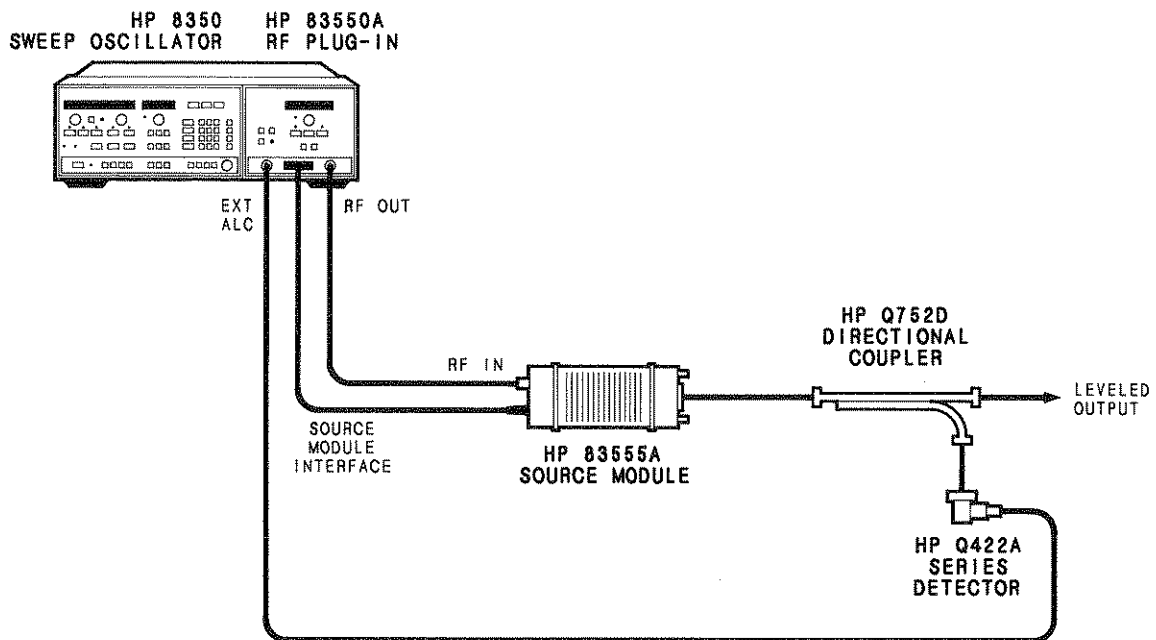 HP 8350
SWEEP OSCILLATOR
HP 83550A
RF PLUG-IN
EXT
ALC
RF OUT
RF IN
SOURCE
MODULE
INTERFACE
HP 83555A
SOURCE MODULE
HP Q752D
DIRECTIONAL
COUPLER
LEVELED
OUTPUT
HP Q422A
SERIES
DETECTOR